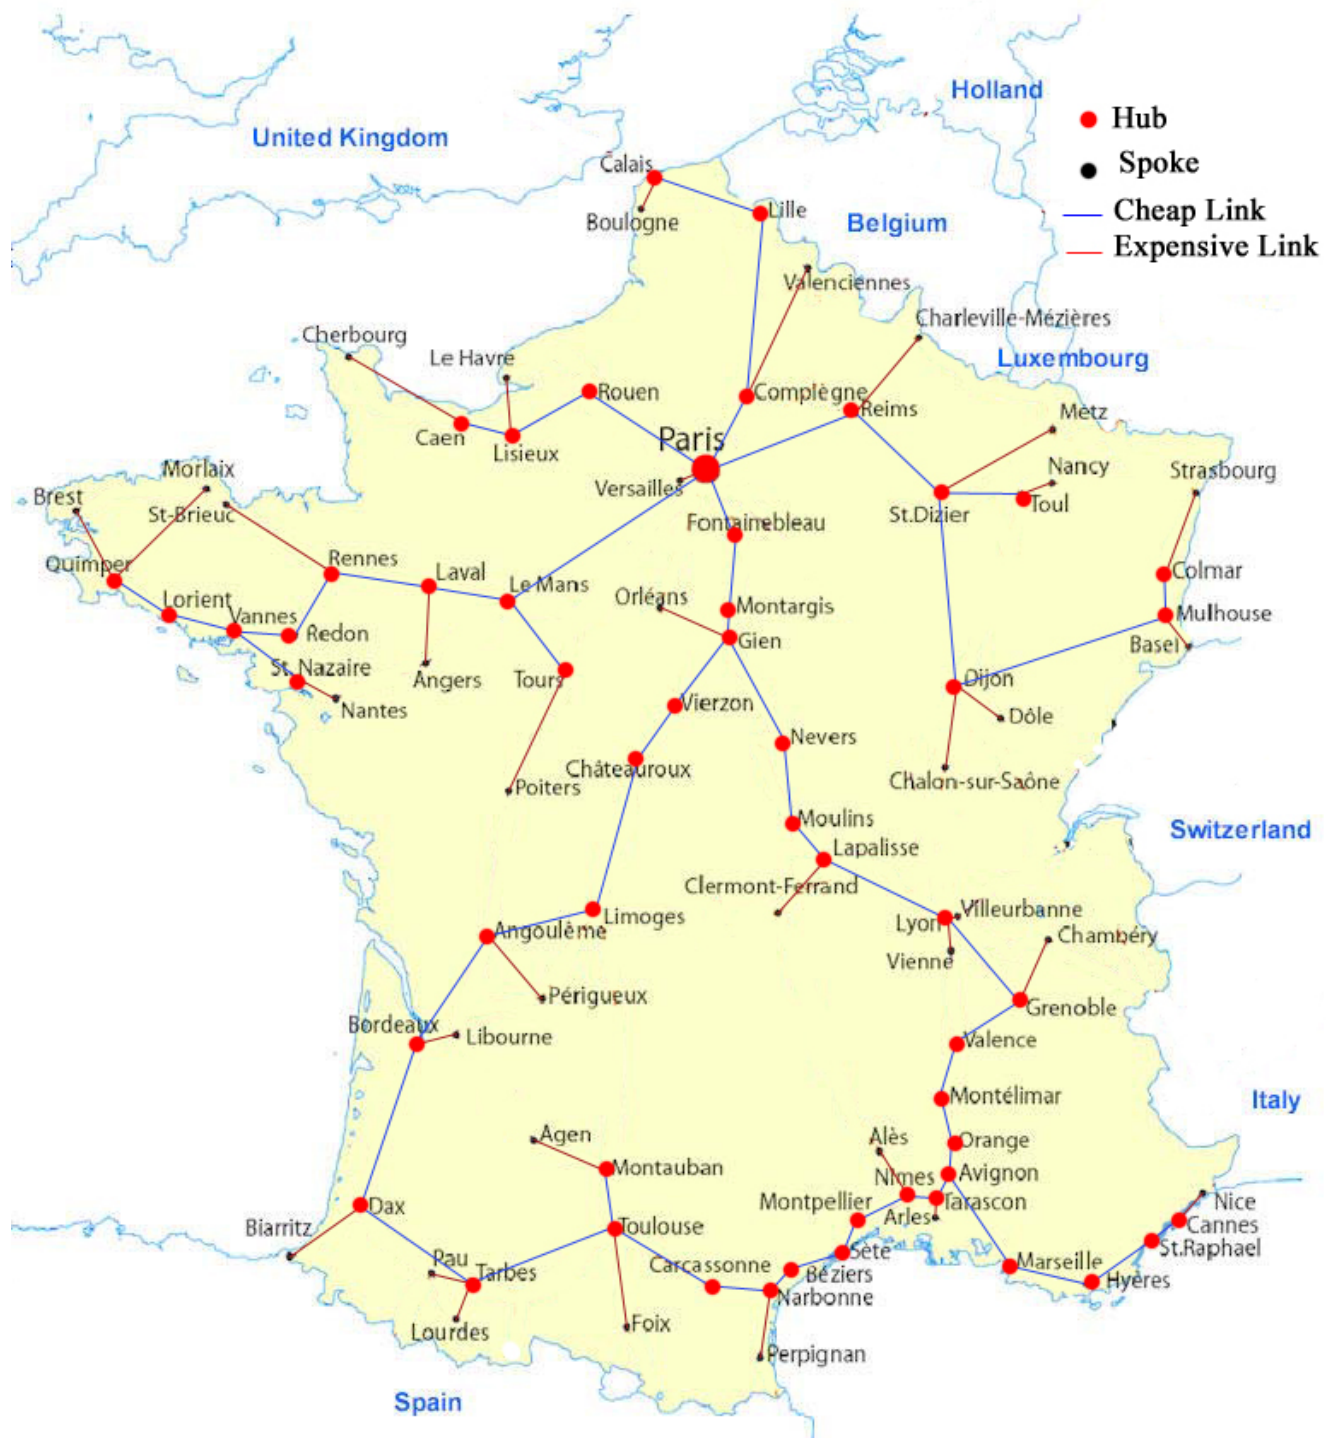 Holland
Hub
United Kingdom
Spoke
Calais
Cheap Link
Lille
Boulogne
Belgium
Expensive Link
Valenciennes
Charleville-Mézières
Cherbourg
Le Havre
Luxembourg
Rouen
Complègne
Reims
Metz
Caen
Paris
Lisieux
Nancy
Morlaix
Strasbourg
Brest
Versailles
St-Brieuc
St.Dizier
Toul
Fontainebleau
Quimper
Rennes
Laval
Le Mans
Colmar
Orléans
Lorient
Montargis
Vannes
Mulhouse
Redon
Gien
Basel
St. Nazaire
Angers
Tours
Dijon
Nantes
Vierzon
Dôle
Nevers
Châteauroux
Chalon-sur-Saône
Poiters
Moulins
Switzerland
Lapalisse
Clermont-Ferrand
Limoges
Villeurbanne
Lyon
Angoulème
Chambéry
Vienne
Périgueux
Grenoble
Bordeaux
Libourne
Valence
Montélimar
Italy
Agen
Alès
Orange
Montauban
Avignon
Nimes
Dax
Montpellier
Tarascon
Nice
Arles
Biarritz
Toulouse
Cannes
Pau
Sète
St.Raphael
Carcassonne
Marseille
Tarbes
Béziers
Hyères
Narbonne
Lourdes
Foix
Perpignan
Spain